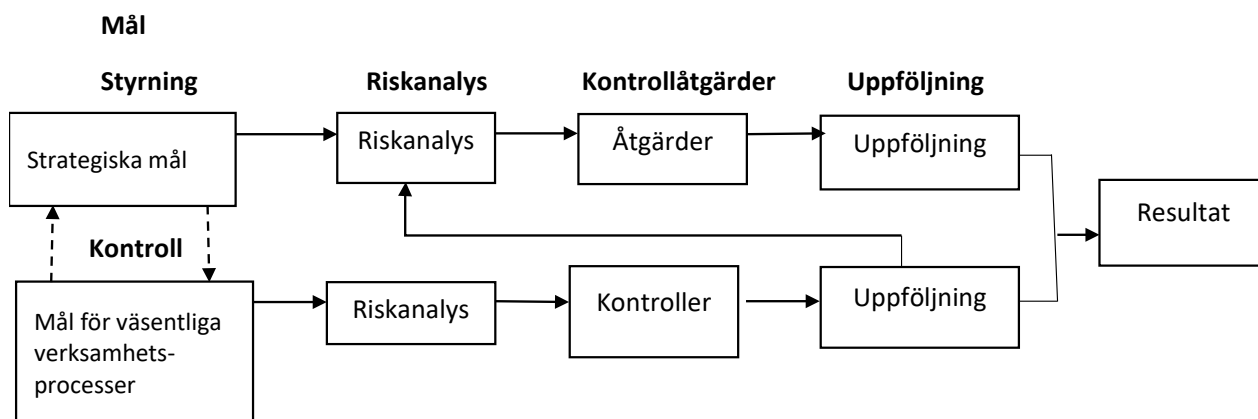 Mål
Styrning
Riskanalys
Kontrollåtgärder
Uppföljning
Strategiska mål
Riskanalys
Åtgärder
Uppföljning
Resultat
Kontroll
Mål för väsentliga
verksamhets-
processer
Riskanalys
Kontroller
Uppföljning